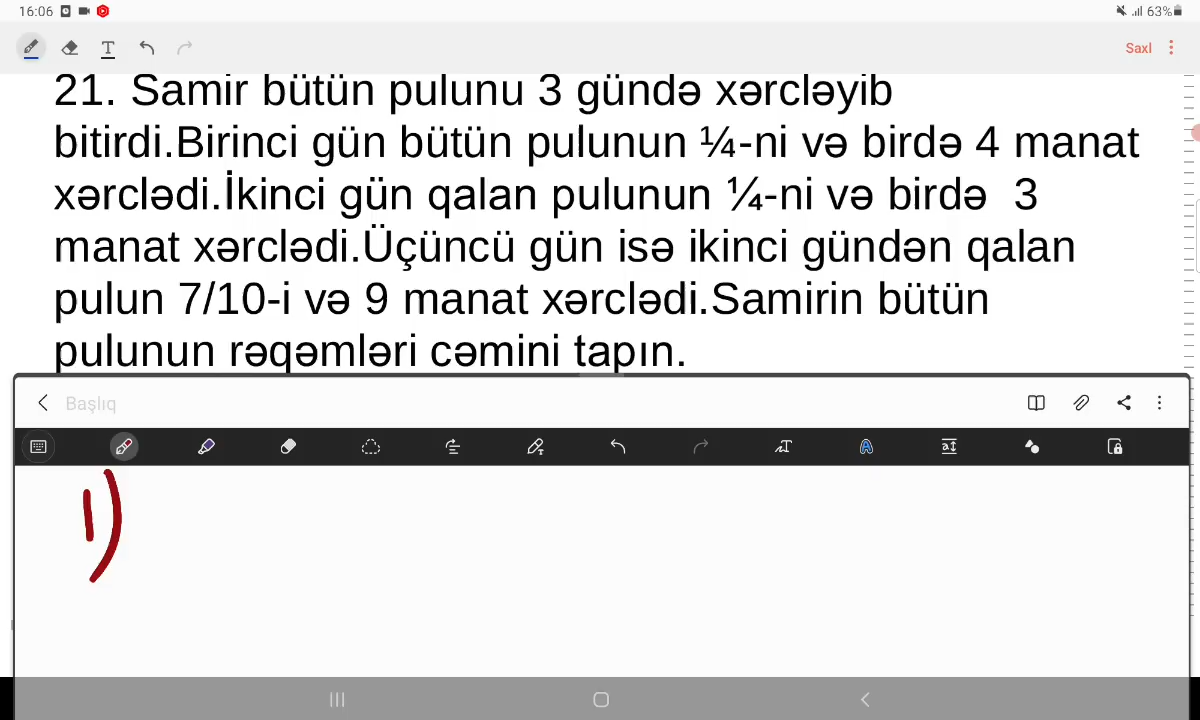 16:06
63%
Saxl
21. Samir bütün pulunu 3 gündə xərcləyib
bitirdi.Birinci gün bütün pulunun ¼-ni və birdə 4 manat
xərclədi.İkinci gün qalan pulunun ¼-ni və birdə  3
manat xərclədi.Üçüncü gün isə ikinci gündən qalan
pulun 7/10-i və 9 manat xərclədi.Samirin bütün
pulunun rəqəmləri cəmini tapın.
Başlıq
1)